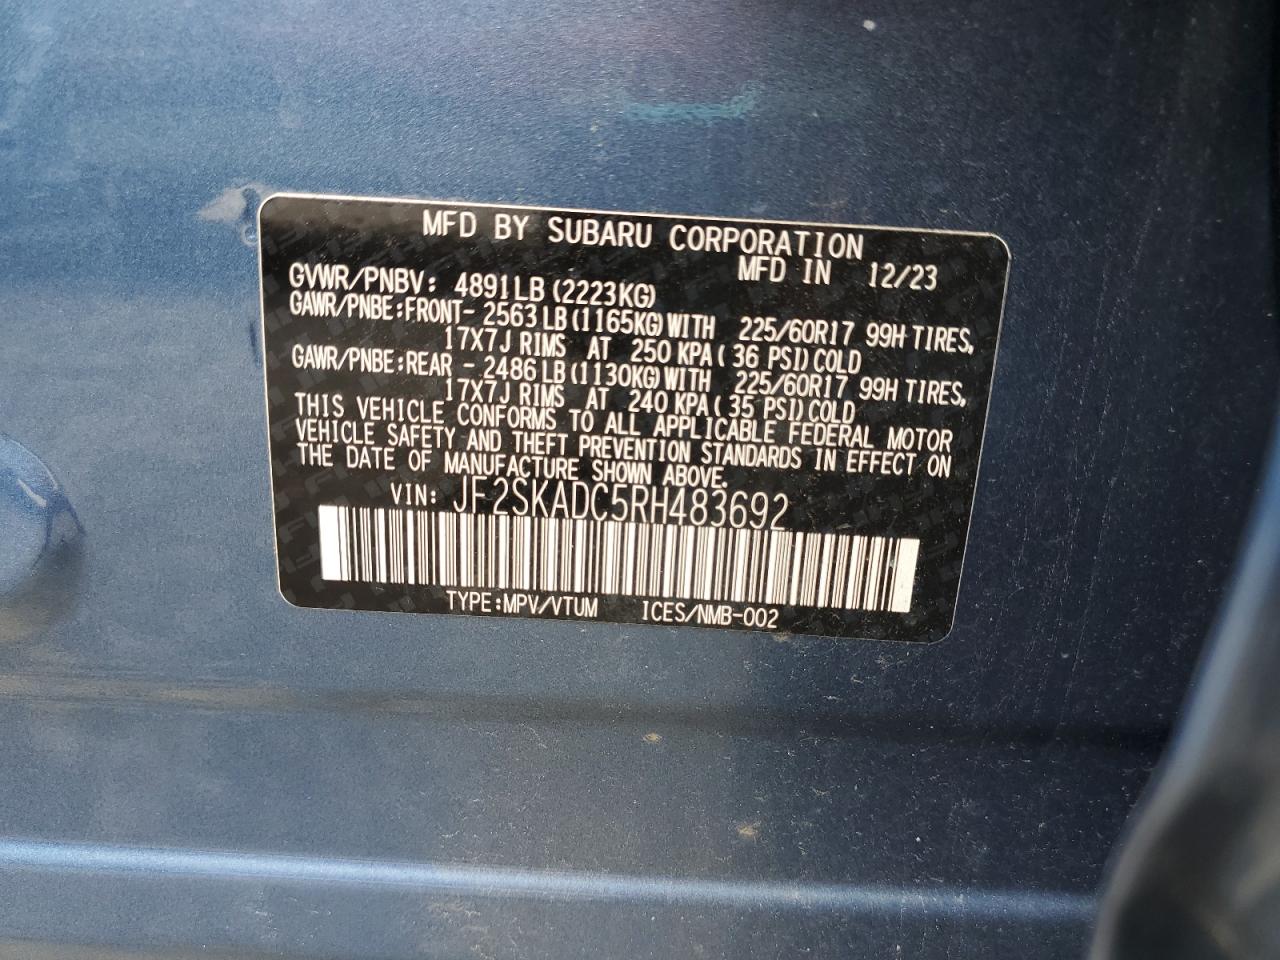 MFD BY SUBARU CORPORATION
MFD IN 12/23
GVWR/PNBV: 4891LB (2223KG)
GAWR/PNBE:FRONT- 2563 LB (1165KG) WITH 225/60R17 99H TIRES,
17X7J RIMS AT 250 KPA ( 36 PSI) COLD
GAWR/PNBE:REAR - 2486 LB (1130KG) WITH 225/60R17 99H TIRES,
17X7J RIMS AT 240 KPA ( 35 PSI) COLD
THIS VEHICLE CONFORMS TO ALL APPLICABLE FEDERAL MOTOR
VEHICLE SAFETY AND THEFT PREVENTION STANDARDS IN EFFECT ON
THE DATE OF MANUFACTURE SHOWN ABOVE.
VIN: JF2SKADC5RH483692
TYPE:MPV/VTUM ICES/NMB-002